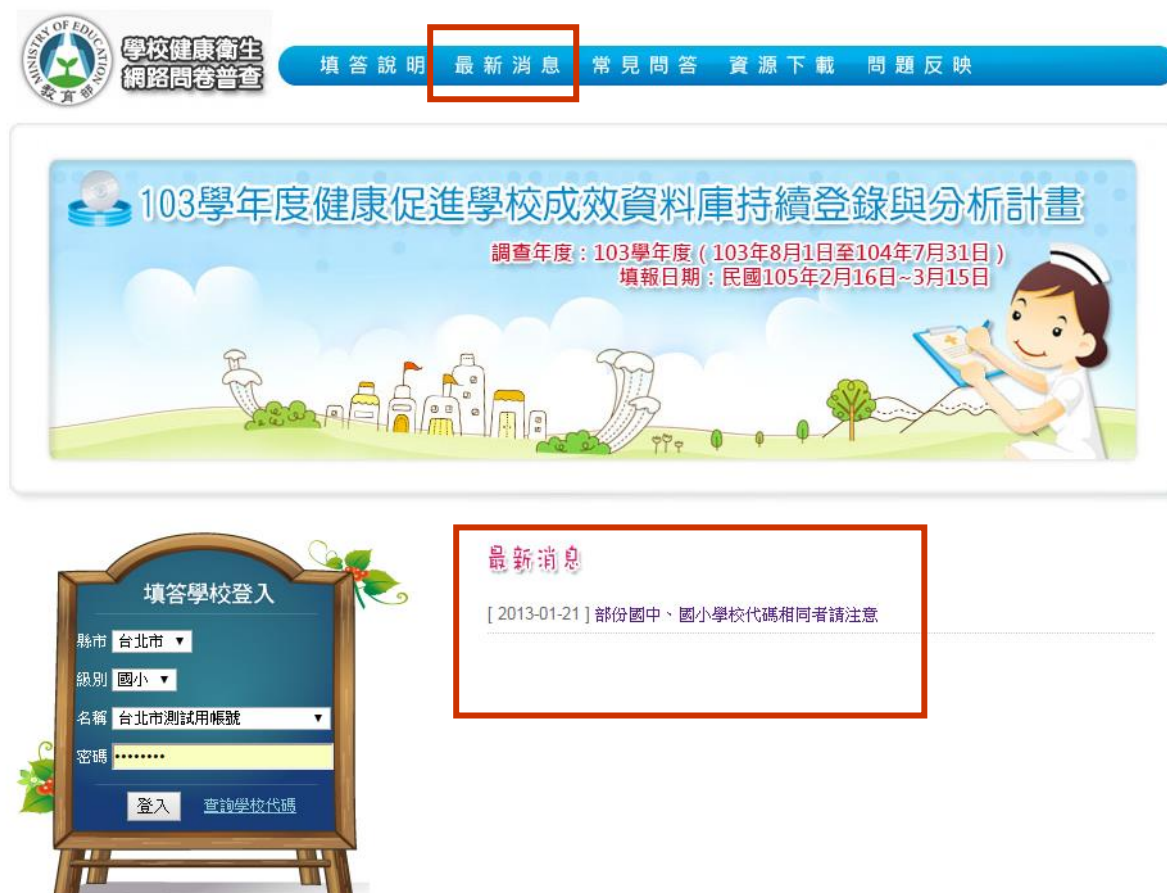 MINISTRY OF EDUCATION
教育部
學校健康衛生
網路問卷普查
填答說明 最新消息 常見問答 資源下載 問題反映
103學年度健康促進學校成效資料庫持續登錄與分析計畫
調查年度：103學年度（103年8月1日至104年7月31日）
填報日期：民國105年2月16日~3月15日
填答學校登入
縣市 台北市
級別 國小
名稱 台北市測試用帳號
密碼 ••••••••
登入 查詢學校代碼
最新消息
[ 2013-01-21 ] 部份國中、國小學校代碼相同者請注意